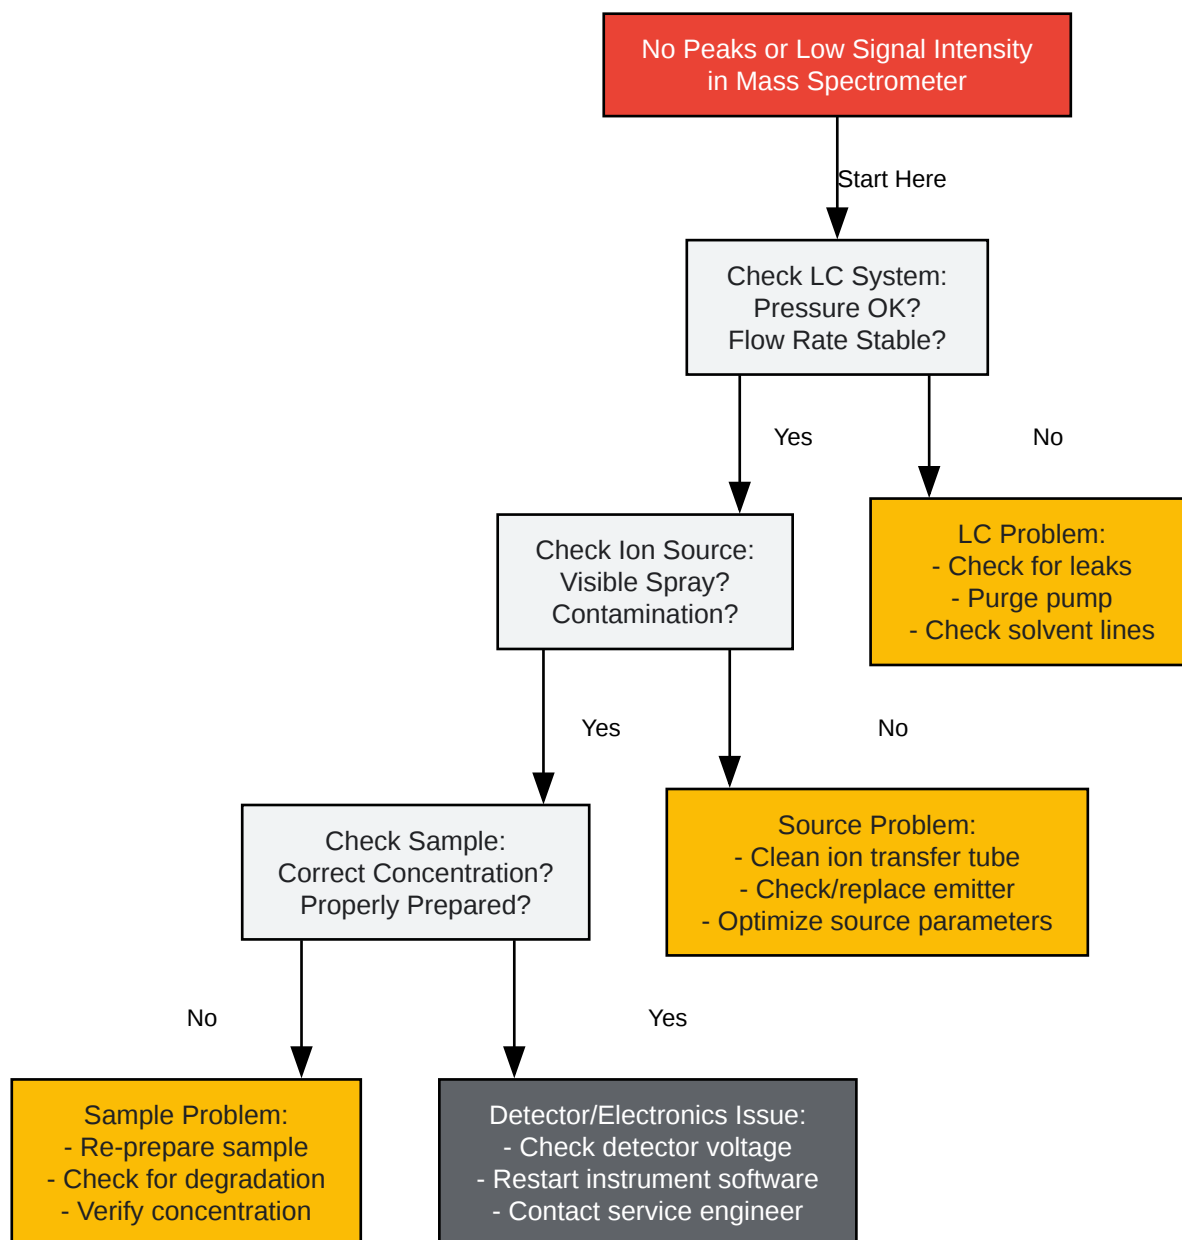 No Peaks or Low Signal Intensity
in Mass Spectrometer
Start Here
Check LC System:
Pressure OK?
Flow Rate Stable?
Yes
No
Check Ion Source:
Visible Spray?
Contamination?
LC Problem:
- Check for leaks
- Purge pump
- Check solvent lines
Yes
No
Check Sample:
Correct Concentration?
Properly Prepared?
Source Problem:
- Clean ion transfer tube
- Check/replace emitter
- Optimize source parameters
No
Yes
Sample Problem:
- Re-prepare sample
- Check for degradation
- Verify concentration
Detector/Electronics Issue:
- Check detector voltage
- Restart instrument software
- Contact service engineer